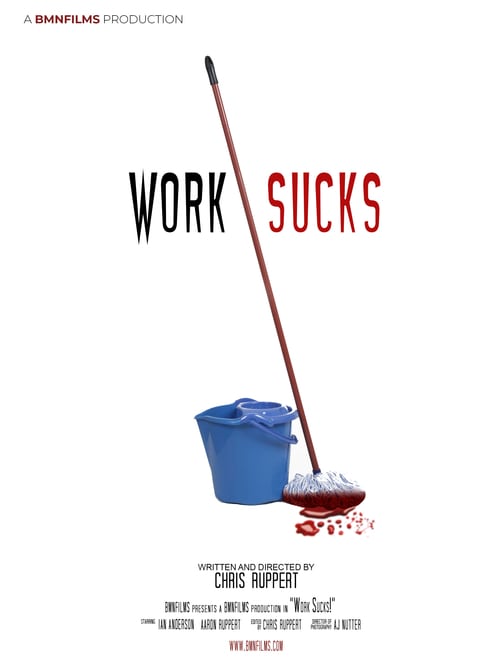 A BMNFILMS PRODUCTION
WORK SUCKS
WRITTEN AND DIRECTED BY
CHRIS RUPPERT
BMNFILMS PRESENTS A BMNFILMS PRODUCTION IN "WORK SUCKS!"
STARRING IAN ANDERSON AARON RUPPERT EDITED BY CHRIS RUPPERT DIRECTOR OF PHOTOGRAPHY AJ NUTTER
WWW.BMNFILMS.COM